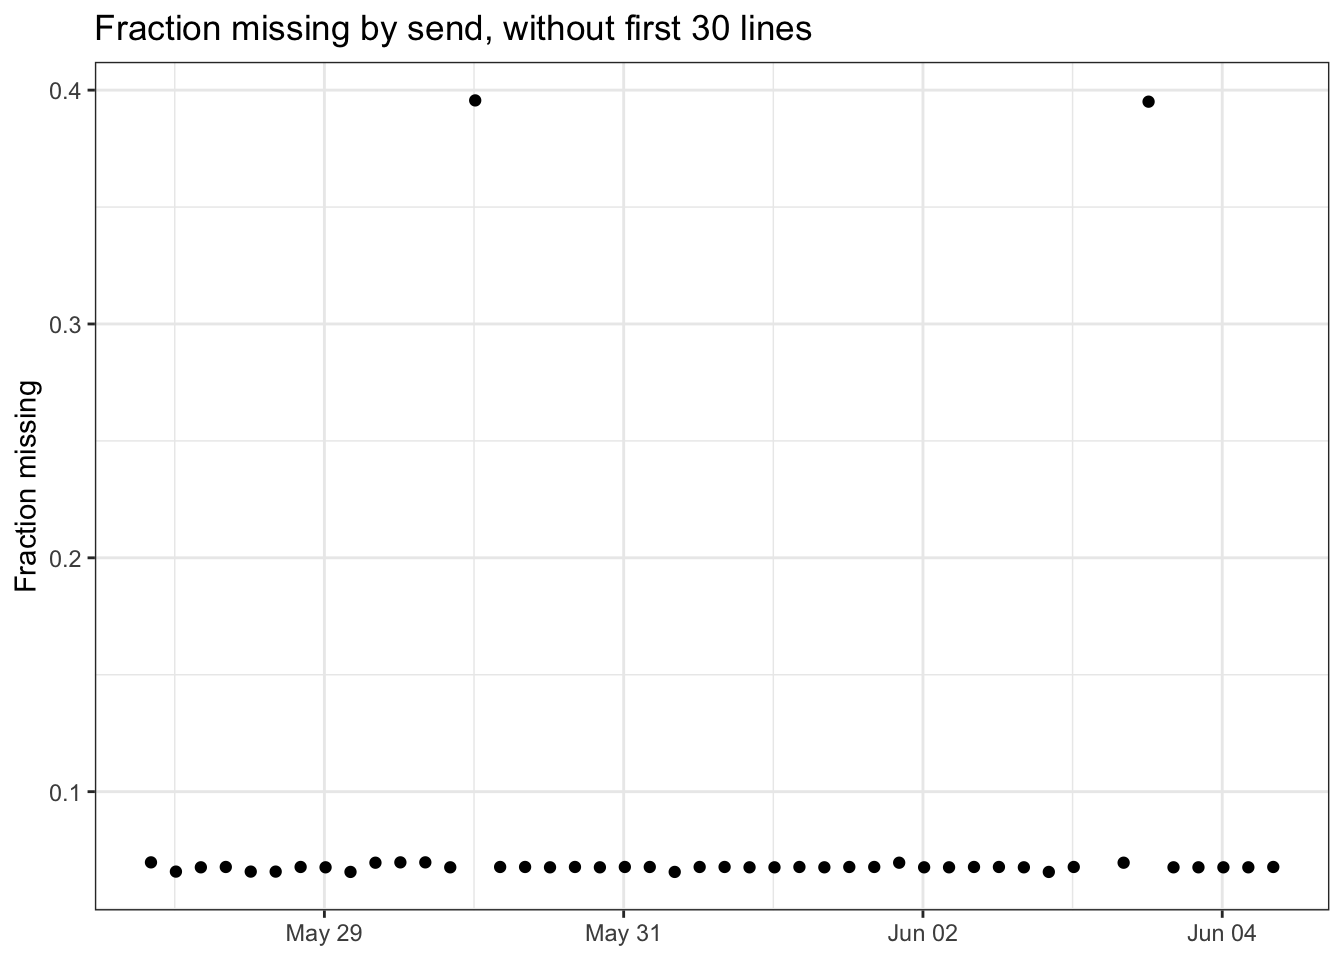 Fraction missing by send, without first 30 lines
0.4
0.3
0.2
0.1
Fraction missing
May 29
May 31
Jun 02
Jun 04